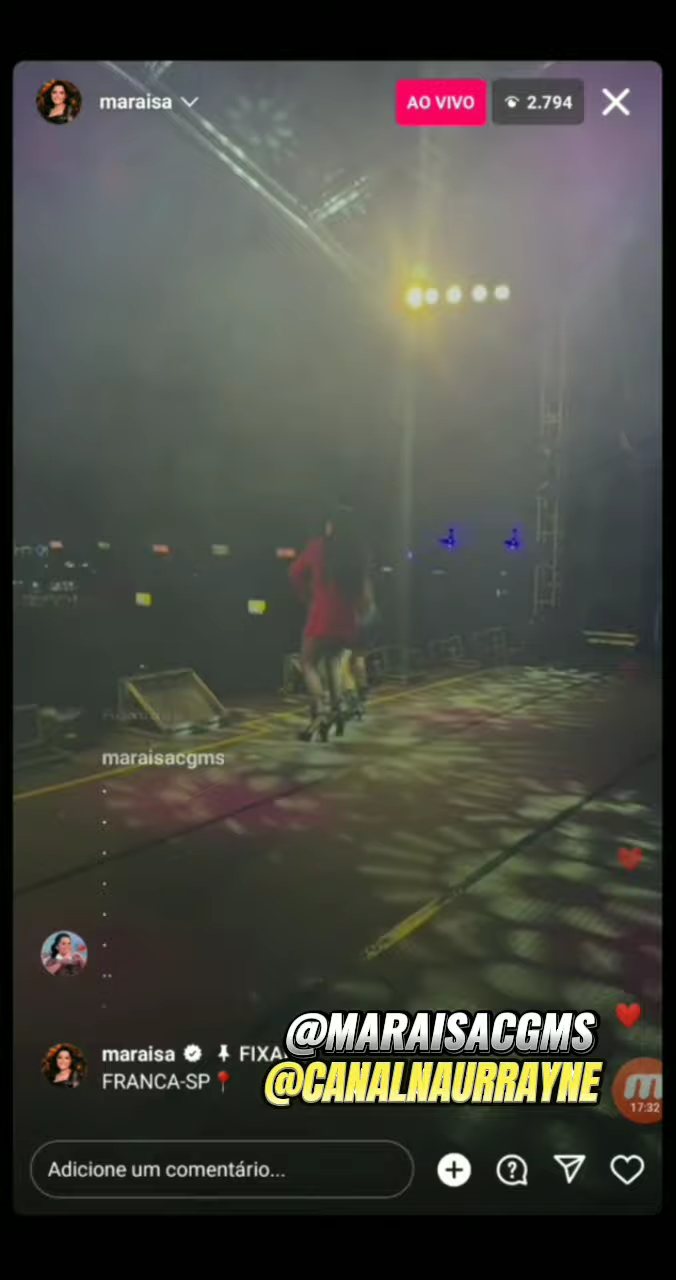 maraisa
AO VIVO
2.794
maraisacgms
.
.
.
.
.
.
..
.
maraisa FIXA
FRANCA-SP
@MARAISACGMS
@CANALNAURRAYNE
17:32
Adicione um comentário...